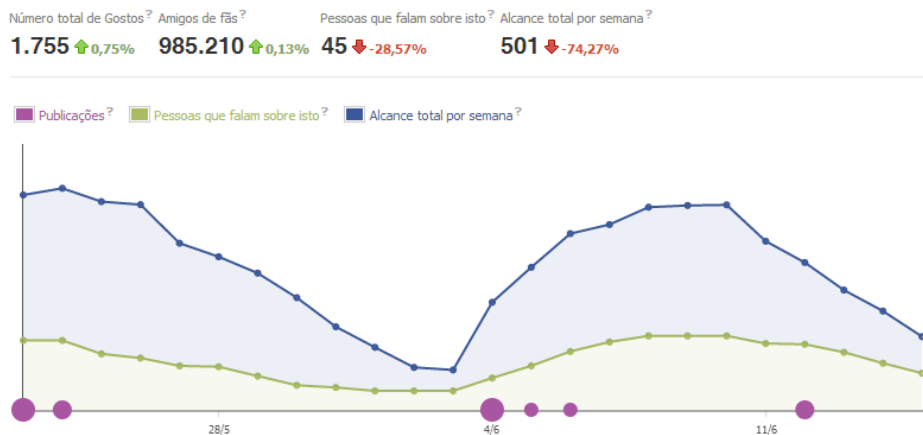 Número total de Gostos? Amigos de fãs? Pessoas que falam sobre isto? Alcance total por semana?
1.755 0,75% 985.210 0,13% 45 -28,57% 501 -74,27%
Publicações? Pessoas que falam sobre isto? Alcance total por semana?
28/5 4/6 11/6